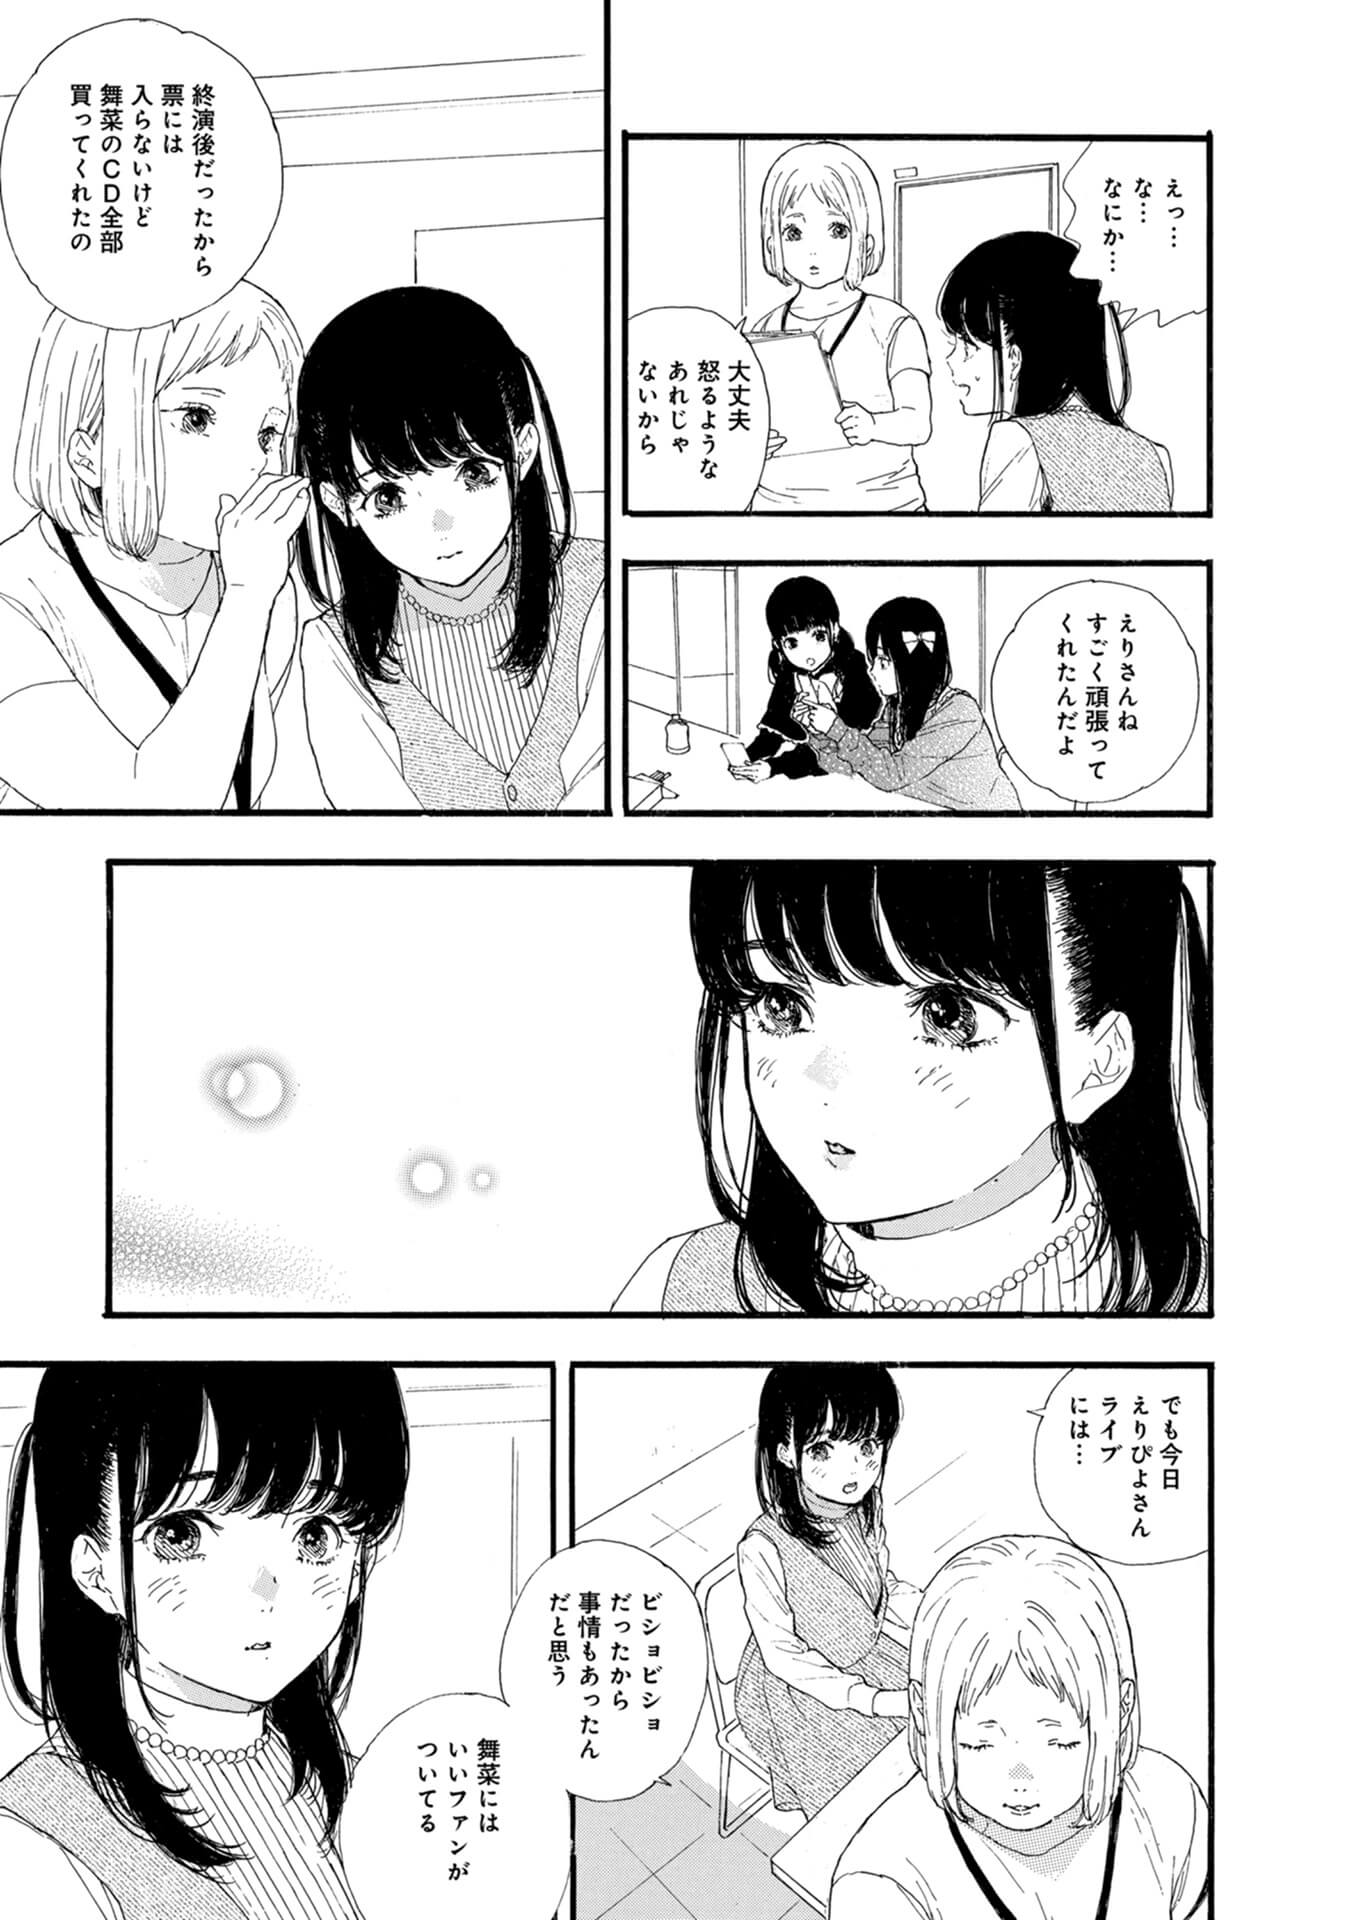 えっ…
な…
なにか…
大丈夫
怒るような
あれじゃ
ないから
えりさんね
すごく頑張って
くれたんだよ
終演後だったから
票には
入らないけど
舞菜のCD全部
買ってくれたの
でも今日
えりぴよさん
ライブ
には…
ビショビショ
だったから
事情もあったん
だと思う
舞菜には
いいファンが
ついてる